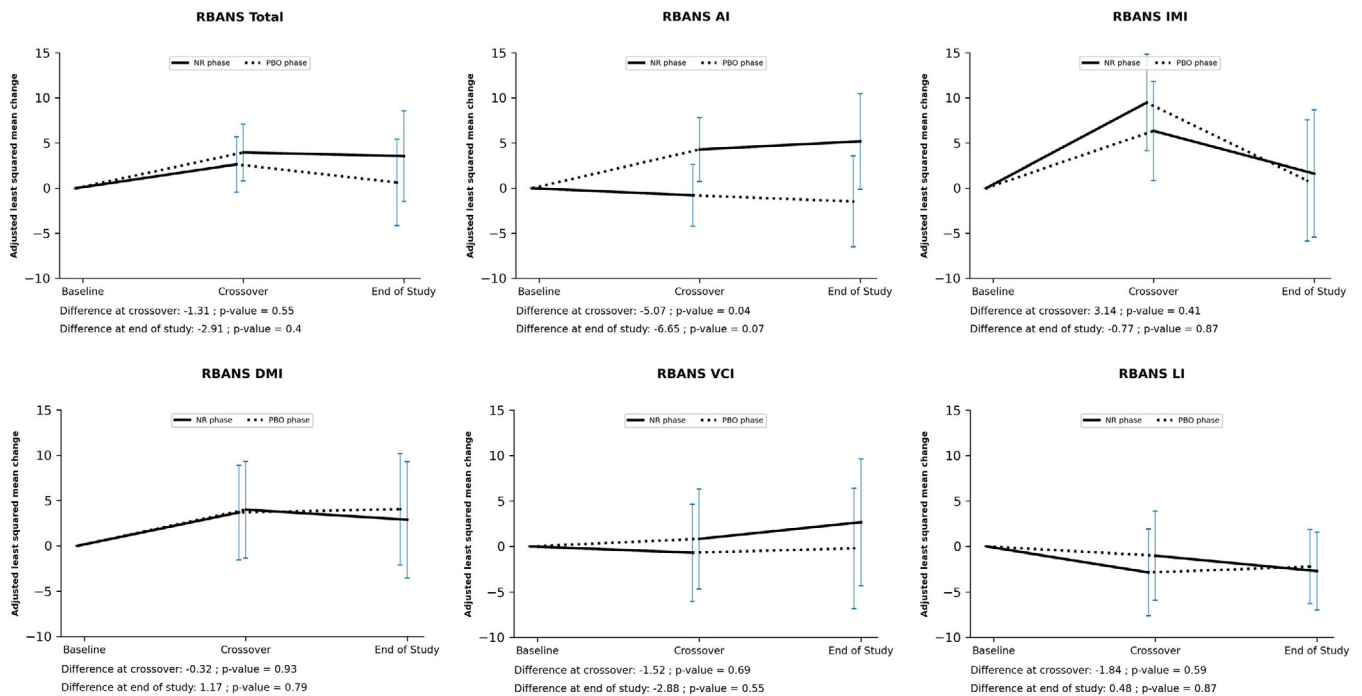 RBANS Total
Adjusted least squared mean change
15
10
5
0
−5
−10
NR phase PBO phase
Baseline Crossover End of Study
Difference at crossover: -1.31 ; p-value = 0.55
Difference at end of study: -2.91 ; p-value = 0.4
RBANS AI
Adjusted least squared mean change
15
10
5
0
−5
−10
NR phase PBO phase
Baseline Crossover End of Study
Difference at crossover: -5.07 ; p-value = 0.04
Difference at end of study: -6.65 ; p-value = 0.07
RBANS IMI
Adjusted least squared mean change
15
10
5
0
−5
−10
NR phase PBO phase
Baseline Crossover End of Study
Difference at crossover: 3.14 ; p-value = 0.41
Difference at end of study: -0.77 ; p-value = 0.87
RBANS DMI
Adjusted least squared mean change
15
10
5
0
−5
−10
NR phase PBO phase
Baseline Crossover End of Study
Difference at crossover: -0.32 ; p-value = 0.93
Difference at end of study: 1.17 ; p-value = 0.79
RBANS VCI
Adjusted least squared mean change
15
10
5
0
−5
−10
NR phase PBO phase
Baseline Crossover End of Study
Difference at crossover: -1.52 ; p-value = 0.69
Difference at end of study: -2.88 ; p-value = 0.55
RBANS LI
Adjusted least squared mean change
15
10
5
0
−5
−10
NR phase PBO phase
Baseline Crossover End of Study
Difference at crossover: -1.84 ; p-value = 0.59
Difference at end of study: 0.48 ; p-value = 0.87